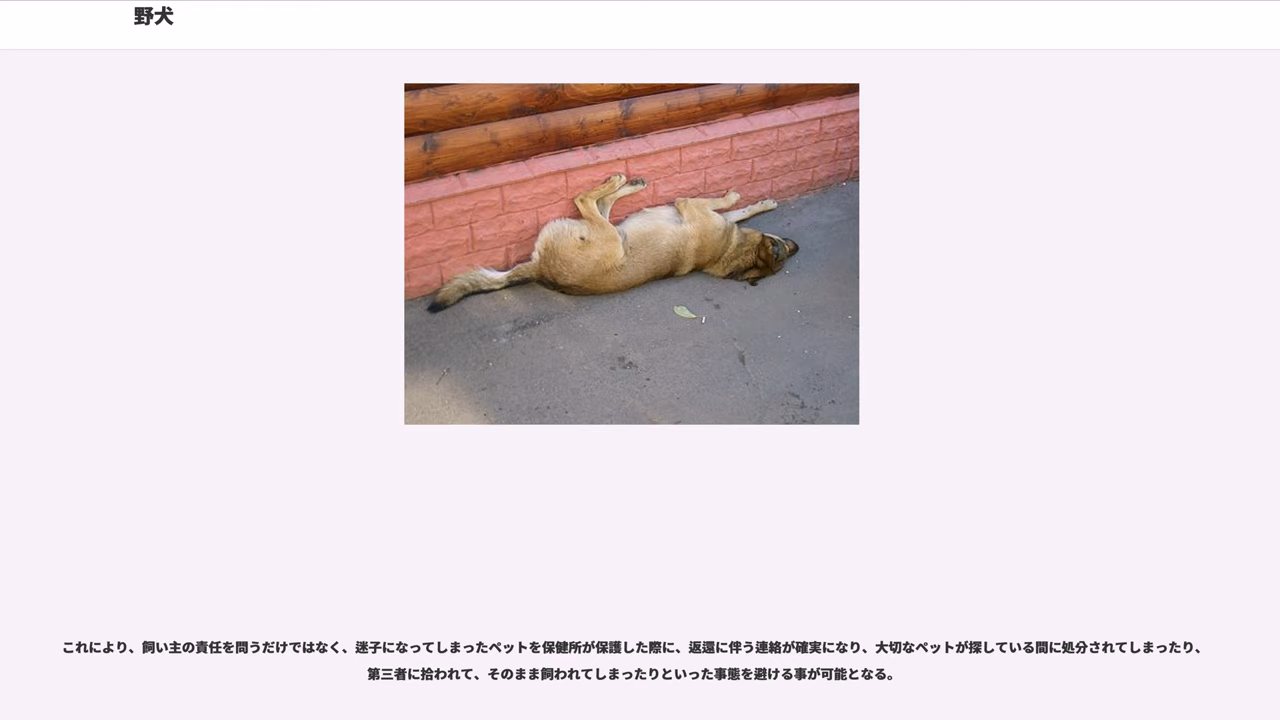 野犬
これにより、飼い主の責任を問うだけではなく、迷子になってしまったペットを保健所が保護した際に、返還に伴う連絡が確実になり、大切なペットが探している間に処分されてしまったり、
第三者に拾われて、そのまま飼われてしまったりといった事態を避ける事が可能となる。